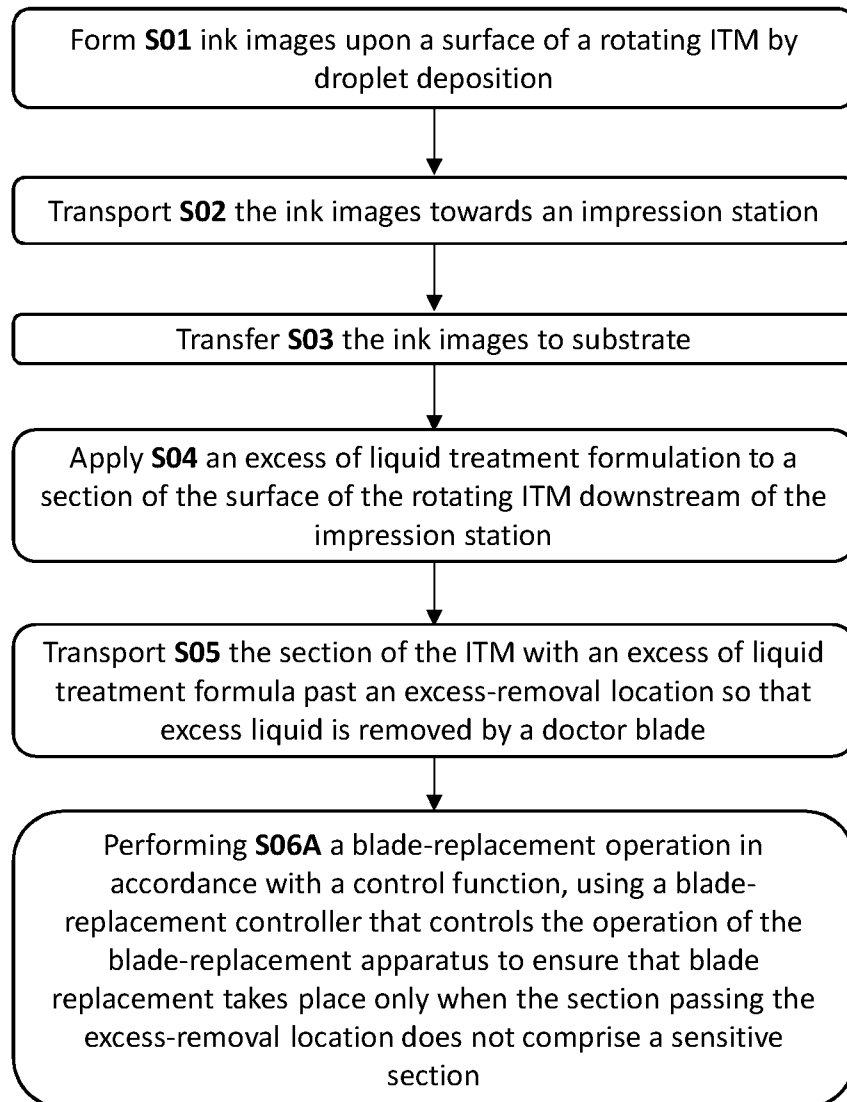 Form S01 ink images upon a surface of a rotating ITM by
droplet deposition
Transport S02 the ink images towards an impression station
Transfer S03 the ink images to substrate
Apply S04 an excess of liquid treatment formulation to a
section of the surface of the rotating ITM downstream of the
impression station
Transport S05 the section of the ITM with an excess of liquid
treatment formula past an excess-removal location so that
excess liquid is removed by a doctor blade
Performing S06A a blade-replacement operation in
accordance with a control function, using a blade-
replacement controller that controls the operation of the
blade-replacement apparatus to ensure that blade
replacement takes place only when the section passing the
excess-removal location does not comprise a sensitive
section